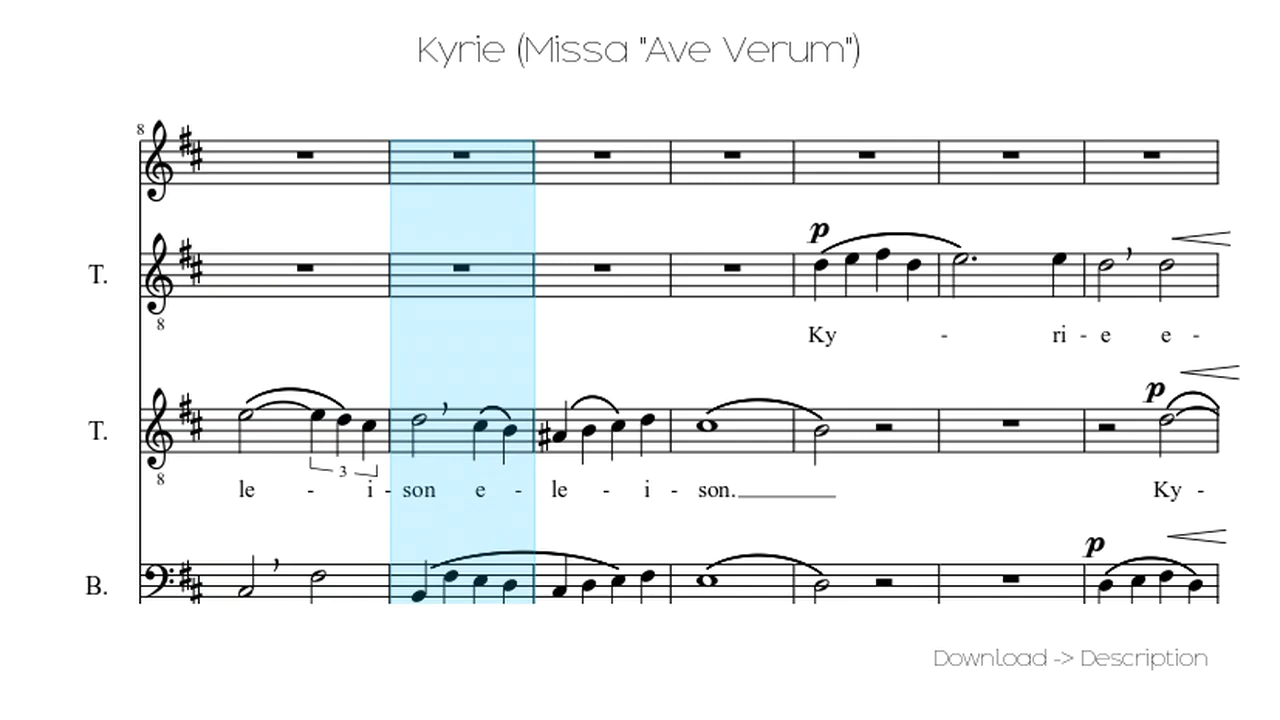 Kyrie (Missa "Ave Verum")
8
p
T.
8
Ky - ri - e e -
p
T.
8
3
le - i - son e - le - i - son. Ky -
p
B.
Download -> Description